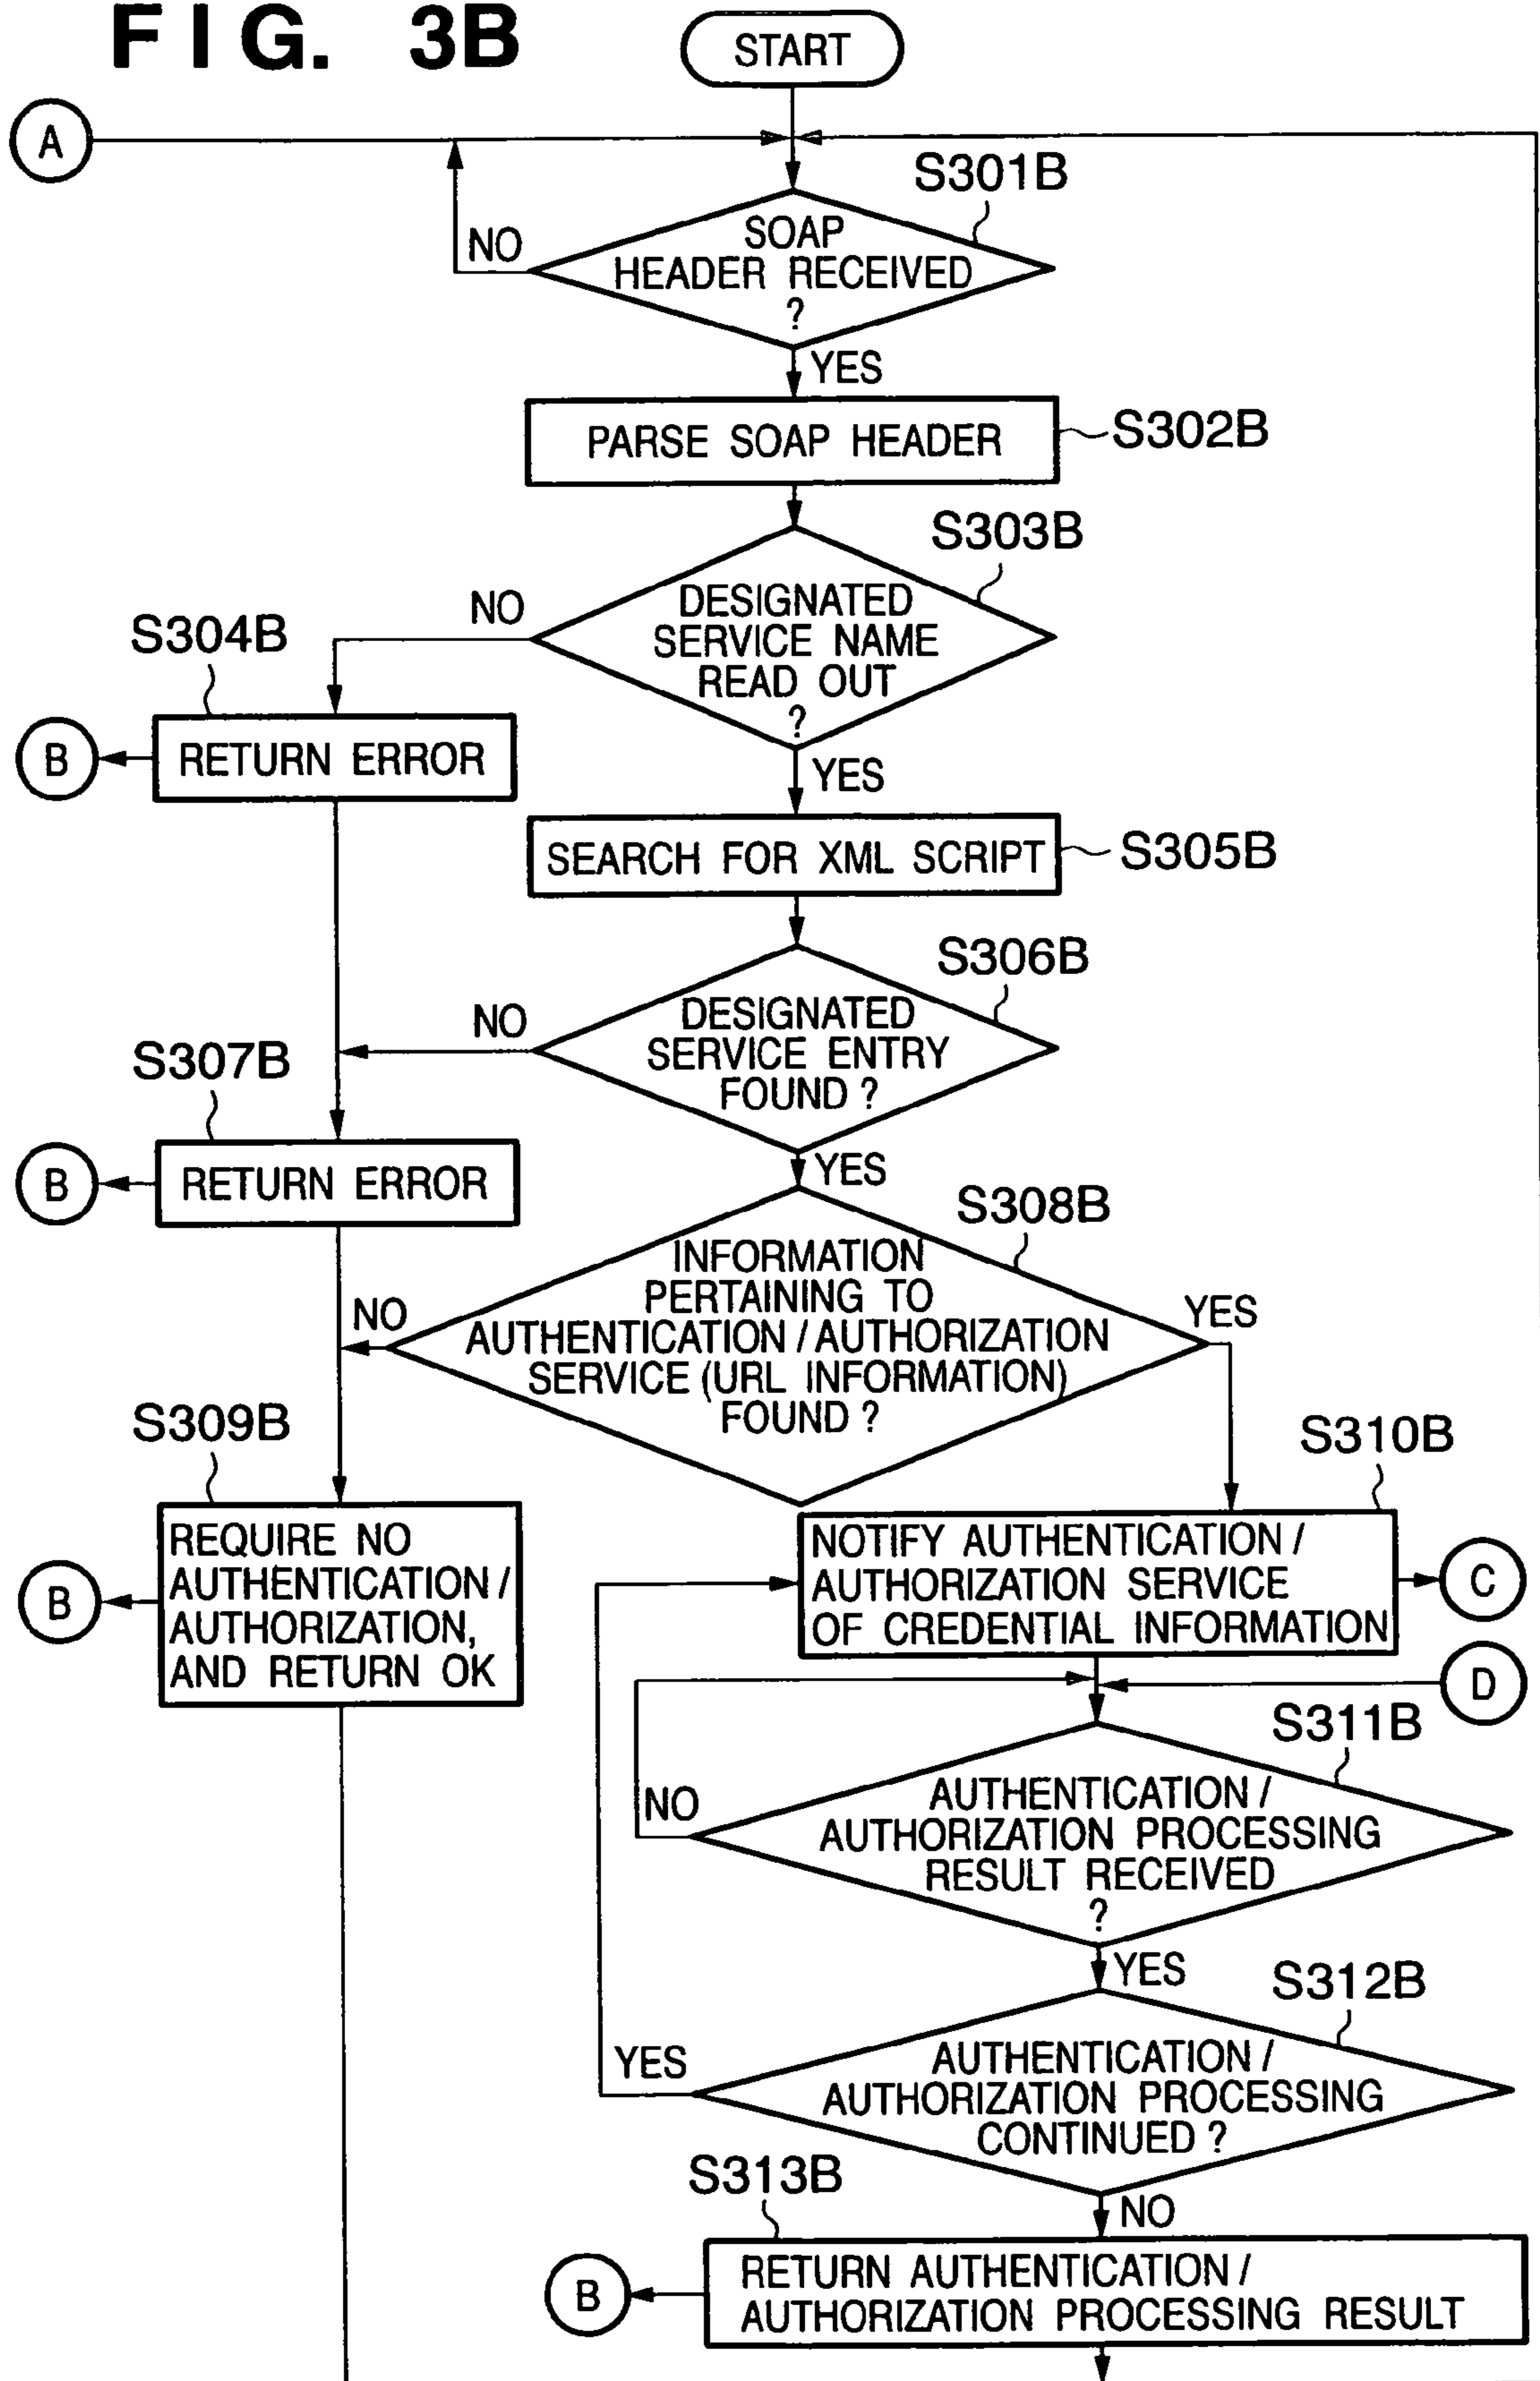 FIG. 3B
START
A
S301B
NO
SOAP
HEADER RECEIVED
?
YES
PARSE SOAP HEADER
S302B
S303B
NO
DESIGNATED
SERVICE NAME
READ OUT
?
S304B
B
RETURN ERROR
YES
SEARCH FOR XML SCRIPT
S305B
S306B
NO
DESIGNATED
SERVICE ENTRY
FOUND ?
S307B
B
RETURN ERROR
YES
S308B
NO
INFORMATION
PERTAINING TO
AUTHENTICATION / AUTHORIZATION
SERVICE (URL INFORMATION)
FOUND ?
YES
S309B
B
REQUIRE NO
AUTHENTICATION /
AUTHORIZATION,
AND RETURN OK
S310B
NOTIFY AUTHENTICATION /
AUTHORIZATION SERVICE
OF CREDENTIAL INFORMATION
C
D
S311B
NO
AUTHENTICATION /
AUTHORIZATION PROCESSING
RESULT RECEIVED
?
YES
S312B
YES
AUTHENTICATION /
AUTHORIZATION PROCESSING
CONTINUED ?
S313B
NO
B
RETURN AUTHENTICATION /
AUTHORIZATION PROCESSING RESULT